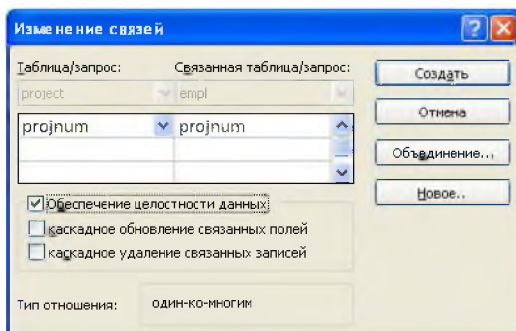 Изменение связей
Таблица/запрос: Связанная таблица/запрос:
project empl
projnum projnum
Обеспечение целостности данных
каскадное обновление связанных полей
каскадное удаление связанных записей
Тип отношения: один-ко-многим
Создать
Отмена
Объединение...
Новое..